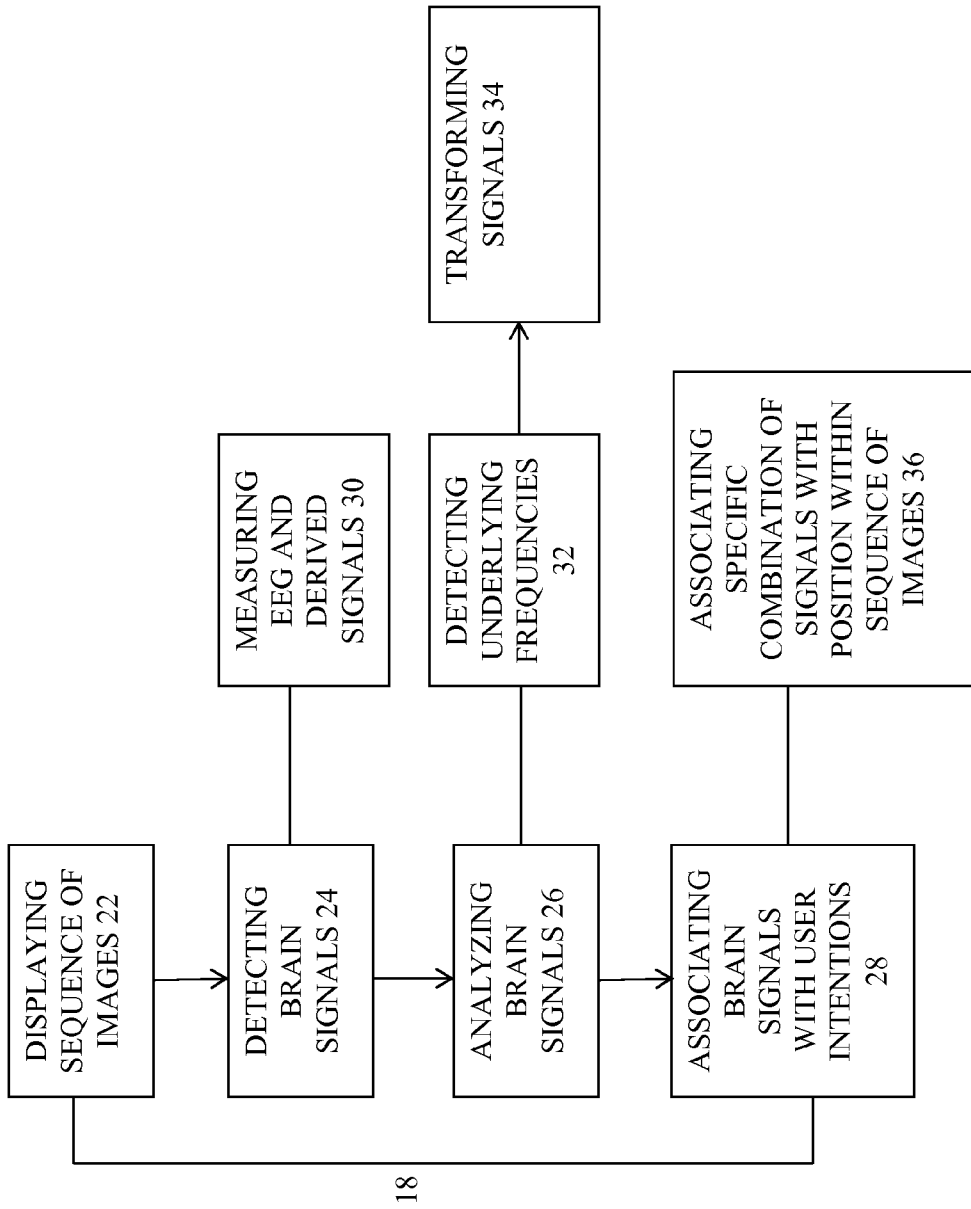 18
DISPLAYING
SEQUENCE OF
IMAGES 22
DETECTING
BRAIN
SIGNALS 24
MEASURING
EEG AND
DERIVED
SIGNALS 30
ANALYZING
BRAIN
SIGNALS 26
DETECTING
UNDERLYING
FREQUENCIES
32
TRANSFORMING
SIGNALS 34
ASSOCIATING
BRAIN
SIGNALS
WITH USER
INTENTIONS
28
ASSOCIATING
SPECIFIC
COMBINATION OF
SIGNALS WITH
POSITION WITHIN
SEQUENCE OF
IMAGES 36